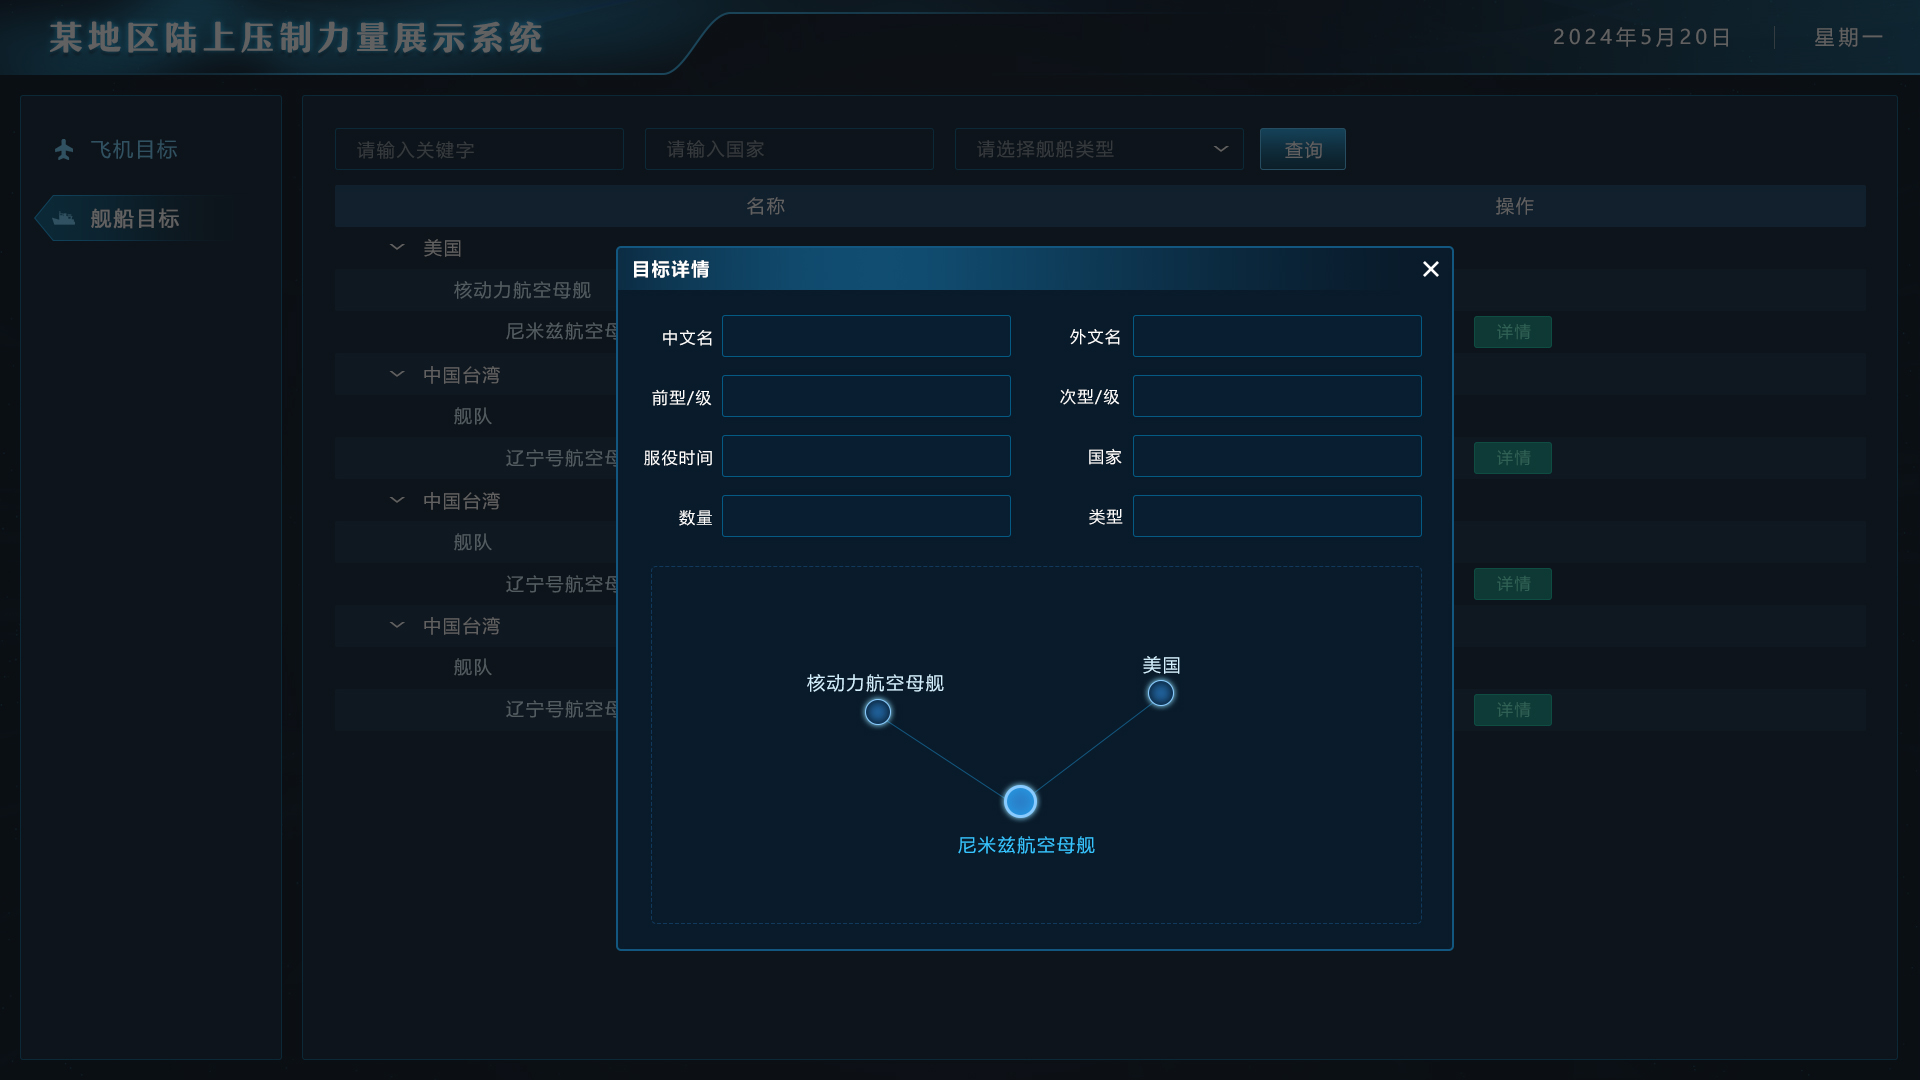 某地区陆上压制力量展示系统
2024年5月20日
星期一
飞机目标
舰船目标
请输入关键字
请输入国家
请选择舰船类型
查询
名称
操作
美国
核动力航空母舰
尼米兹航空母
详情
中国台湾
舰队
辽宁号航空母
详情
中国台湾
舰队
辽宁号航空母
详情
中国台湾
舰队
辽宁号航空母
详情
目标详情
中文名
外文名
前型/级
次型/级
服役时间
国家
数量
类型
核动力航空母舰
美国
尼米兹航空母舰